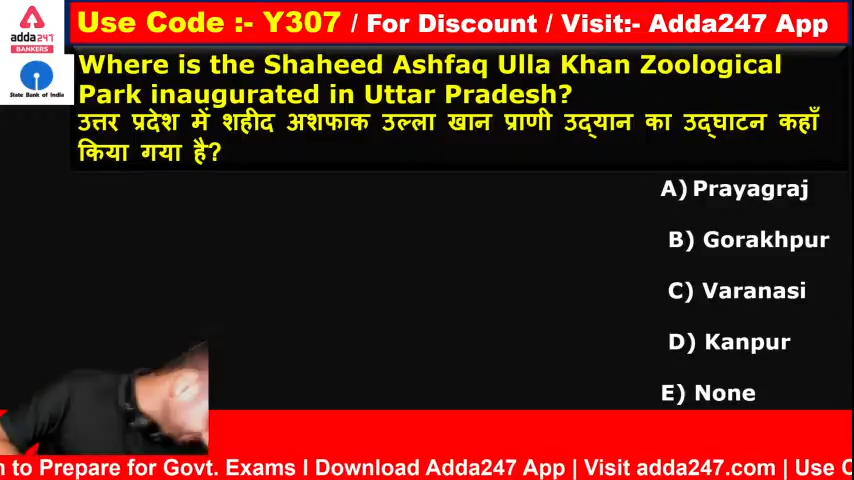 adda247
BANKERS
State Bank of India
Use Code :- Y307 / For Discount / Visit:- Adda247 App
Where is the Shaheed Ashfaq Ulla Khan Zoological
Park inaugurated in Uttar Pradesh?
उत्तर प्रदेश में शहीद अशफाक उल्ला खान प्राणी उद्यान का उद्घाटन कहाँ
किया गया है?
A) Prayagraj
B) Gorakhpur
C) Varanasi
D) Kanpur
E) None
to Prepare for Govt. Exams I Download Adda247 App | Visit adda247.com | Use